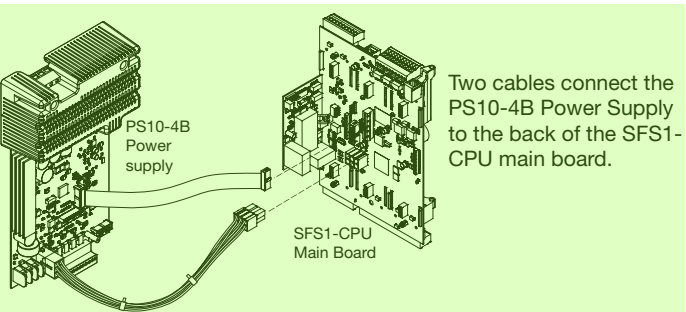 PS10-4B
Power
supply
SFS1-CPU
Main Board
Two cables connect the
PS10-4B Power Supply
to the back of the SFS1-
CPU main board.